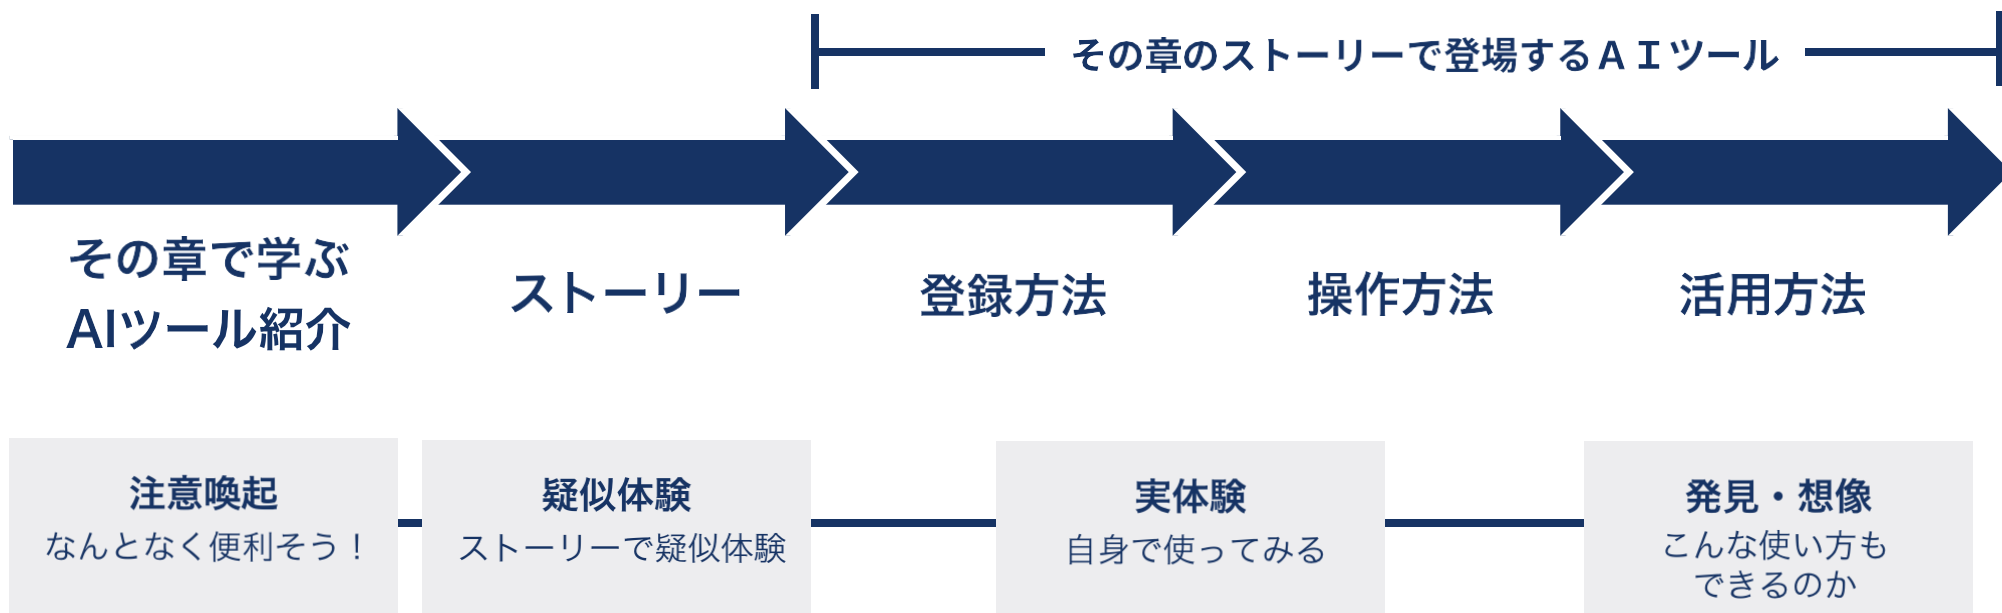 その章のストーリーで登場するＡＩツール
その章で学ぶ
AIツール紹介
ストーリー
登録方法
操作方法
活用方法
注意喚起
なんとなく便利そう！
疑似体験
ストーリーで疑似体験
実体験
自身で使ってみる
発見・想像
こんな使い方も
できるのか